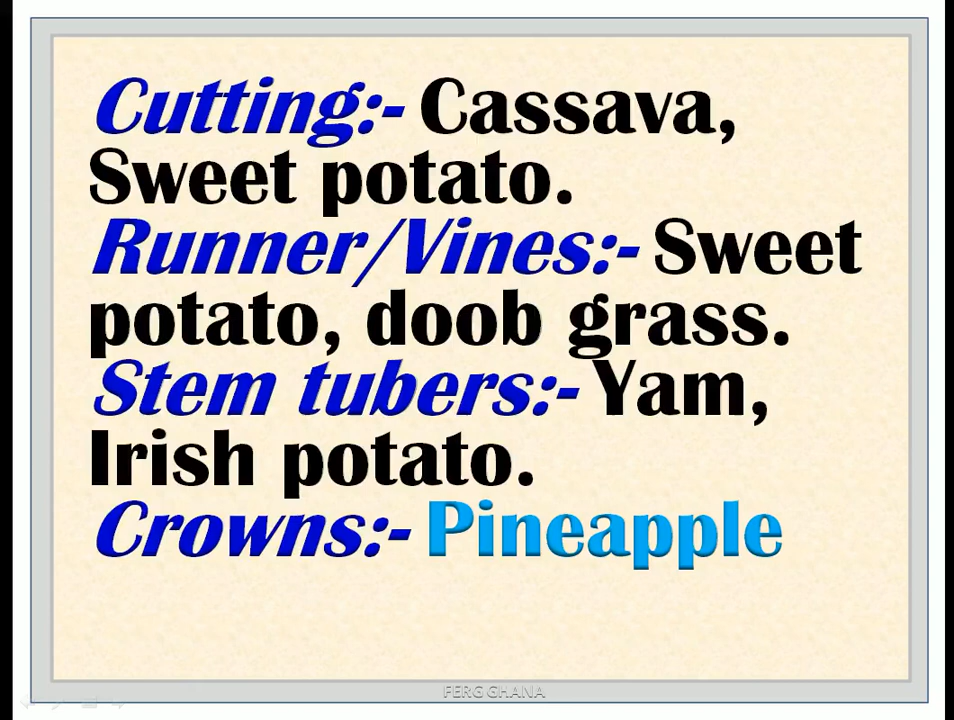 Cutting:- Cassava,
Sweet potato.
Runner/Vines:- Sweet
potato, doob grass.
Stem tubers:- Yam,
Irish potato.
Crowns:- Pineapple
FERG GHANA